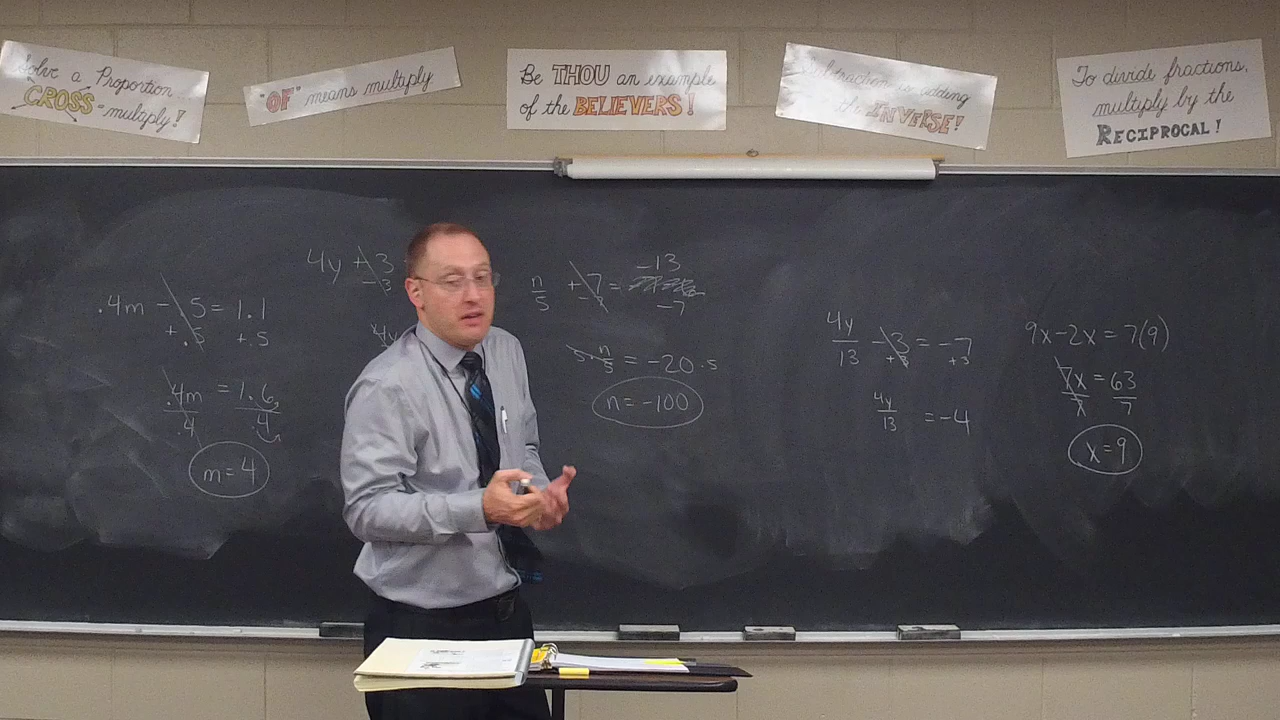 Solve a Proportion...
CROSS-multiply!
"OF" means multiply
Be THOU an example
of the BELIEVERS!
Subtraction is adding
the INVERSE!
To divide fractions,
multiply by the
RECIPROCAL!
.4m - .5 = 1.1
+ .5 +.5
.4m = 1.6
.4 .4
m = 4
4y + 3
- 3
4y
n/5 + 7 = -13
- 7 -7
5 · n/5 = -20 · 5
n = -100
4y/13 - 3 = -7
+3 +3
4y/13 = -4
9x - 2x = 7(9)
7x = 63
7 7
x = 9